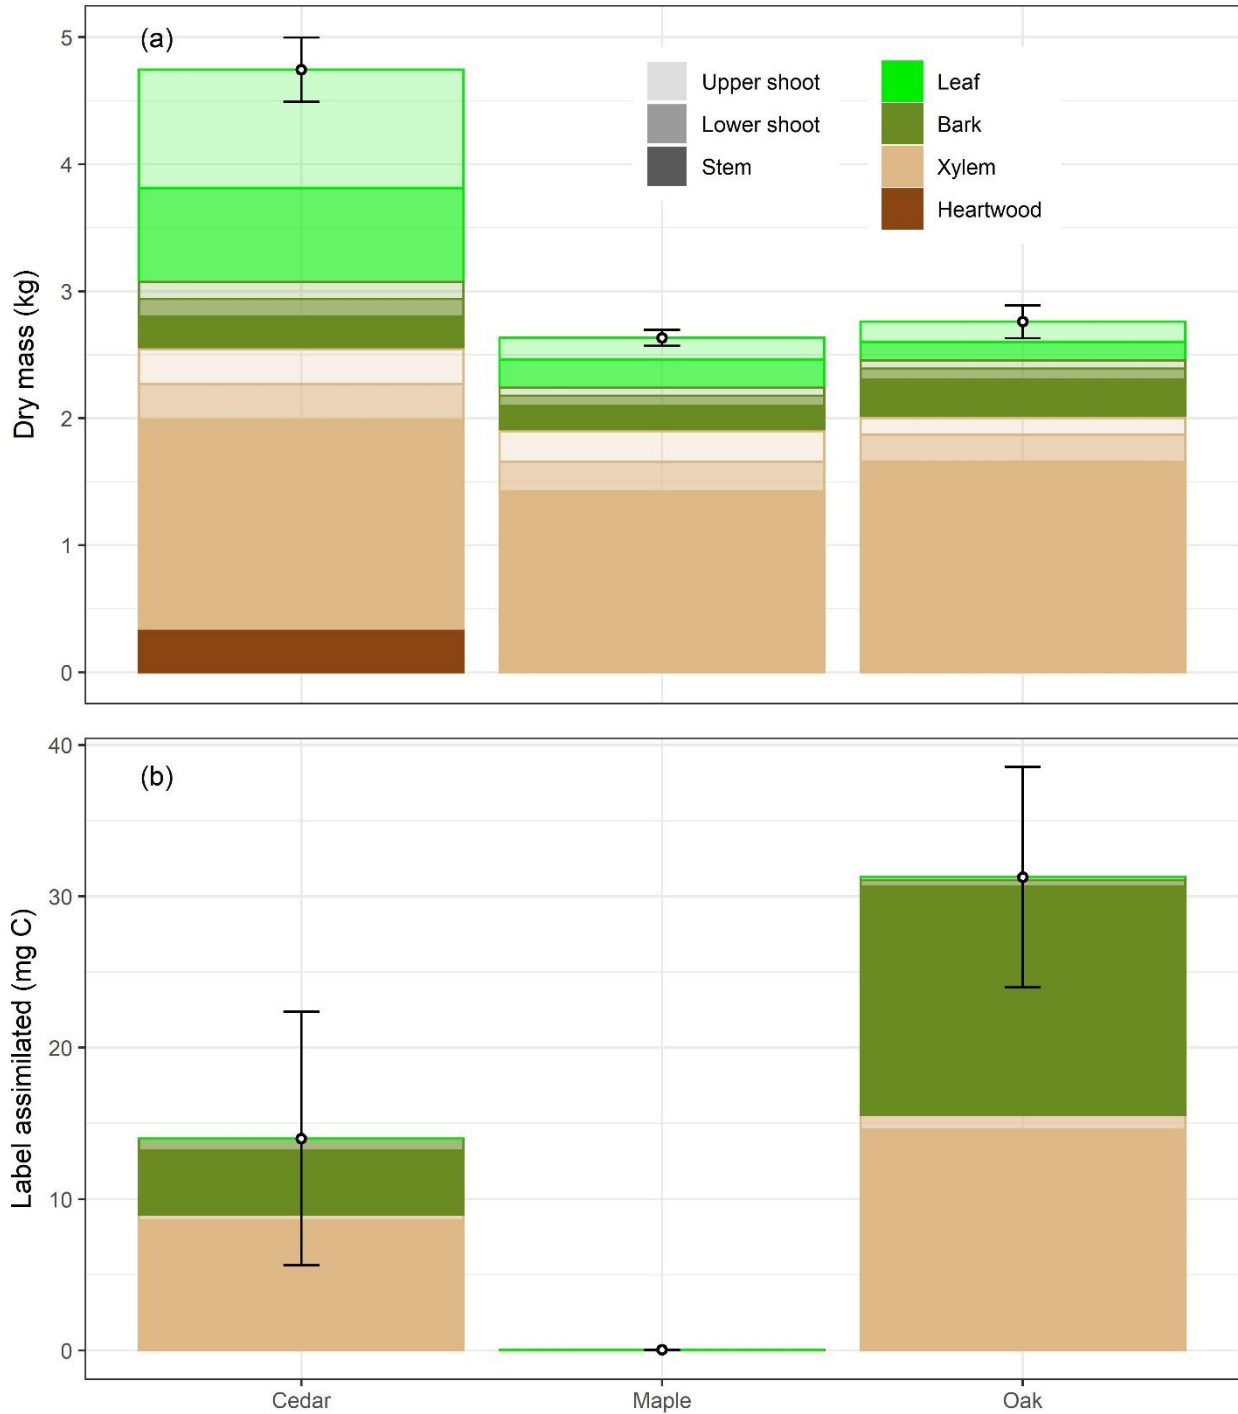 (a)
Upper shoot
Lower shoot
Stem
Leaf
Bark
Xylem
Heartwood
Dry mass (kg)
5
4
3
2
1
0
(b)
Label assimilated (mg C)
40
30
20
10
0
Cedar
Maple
Oak